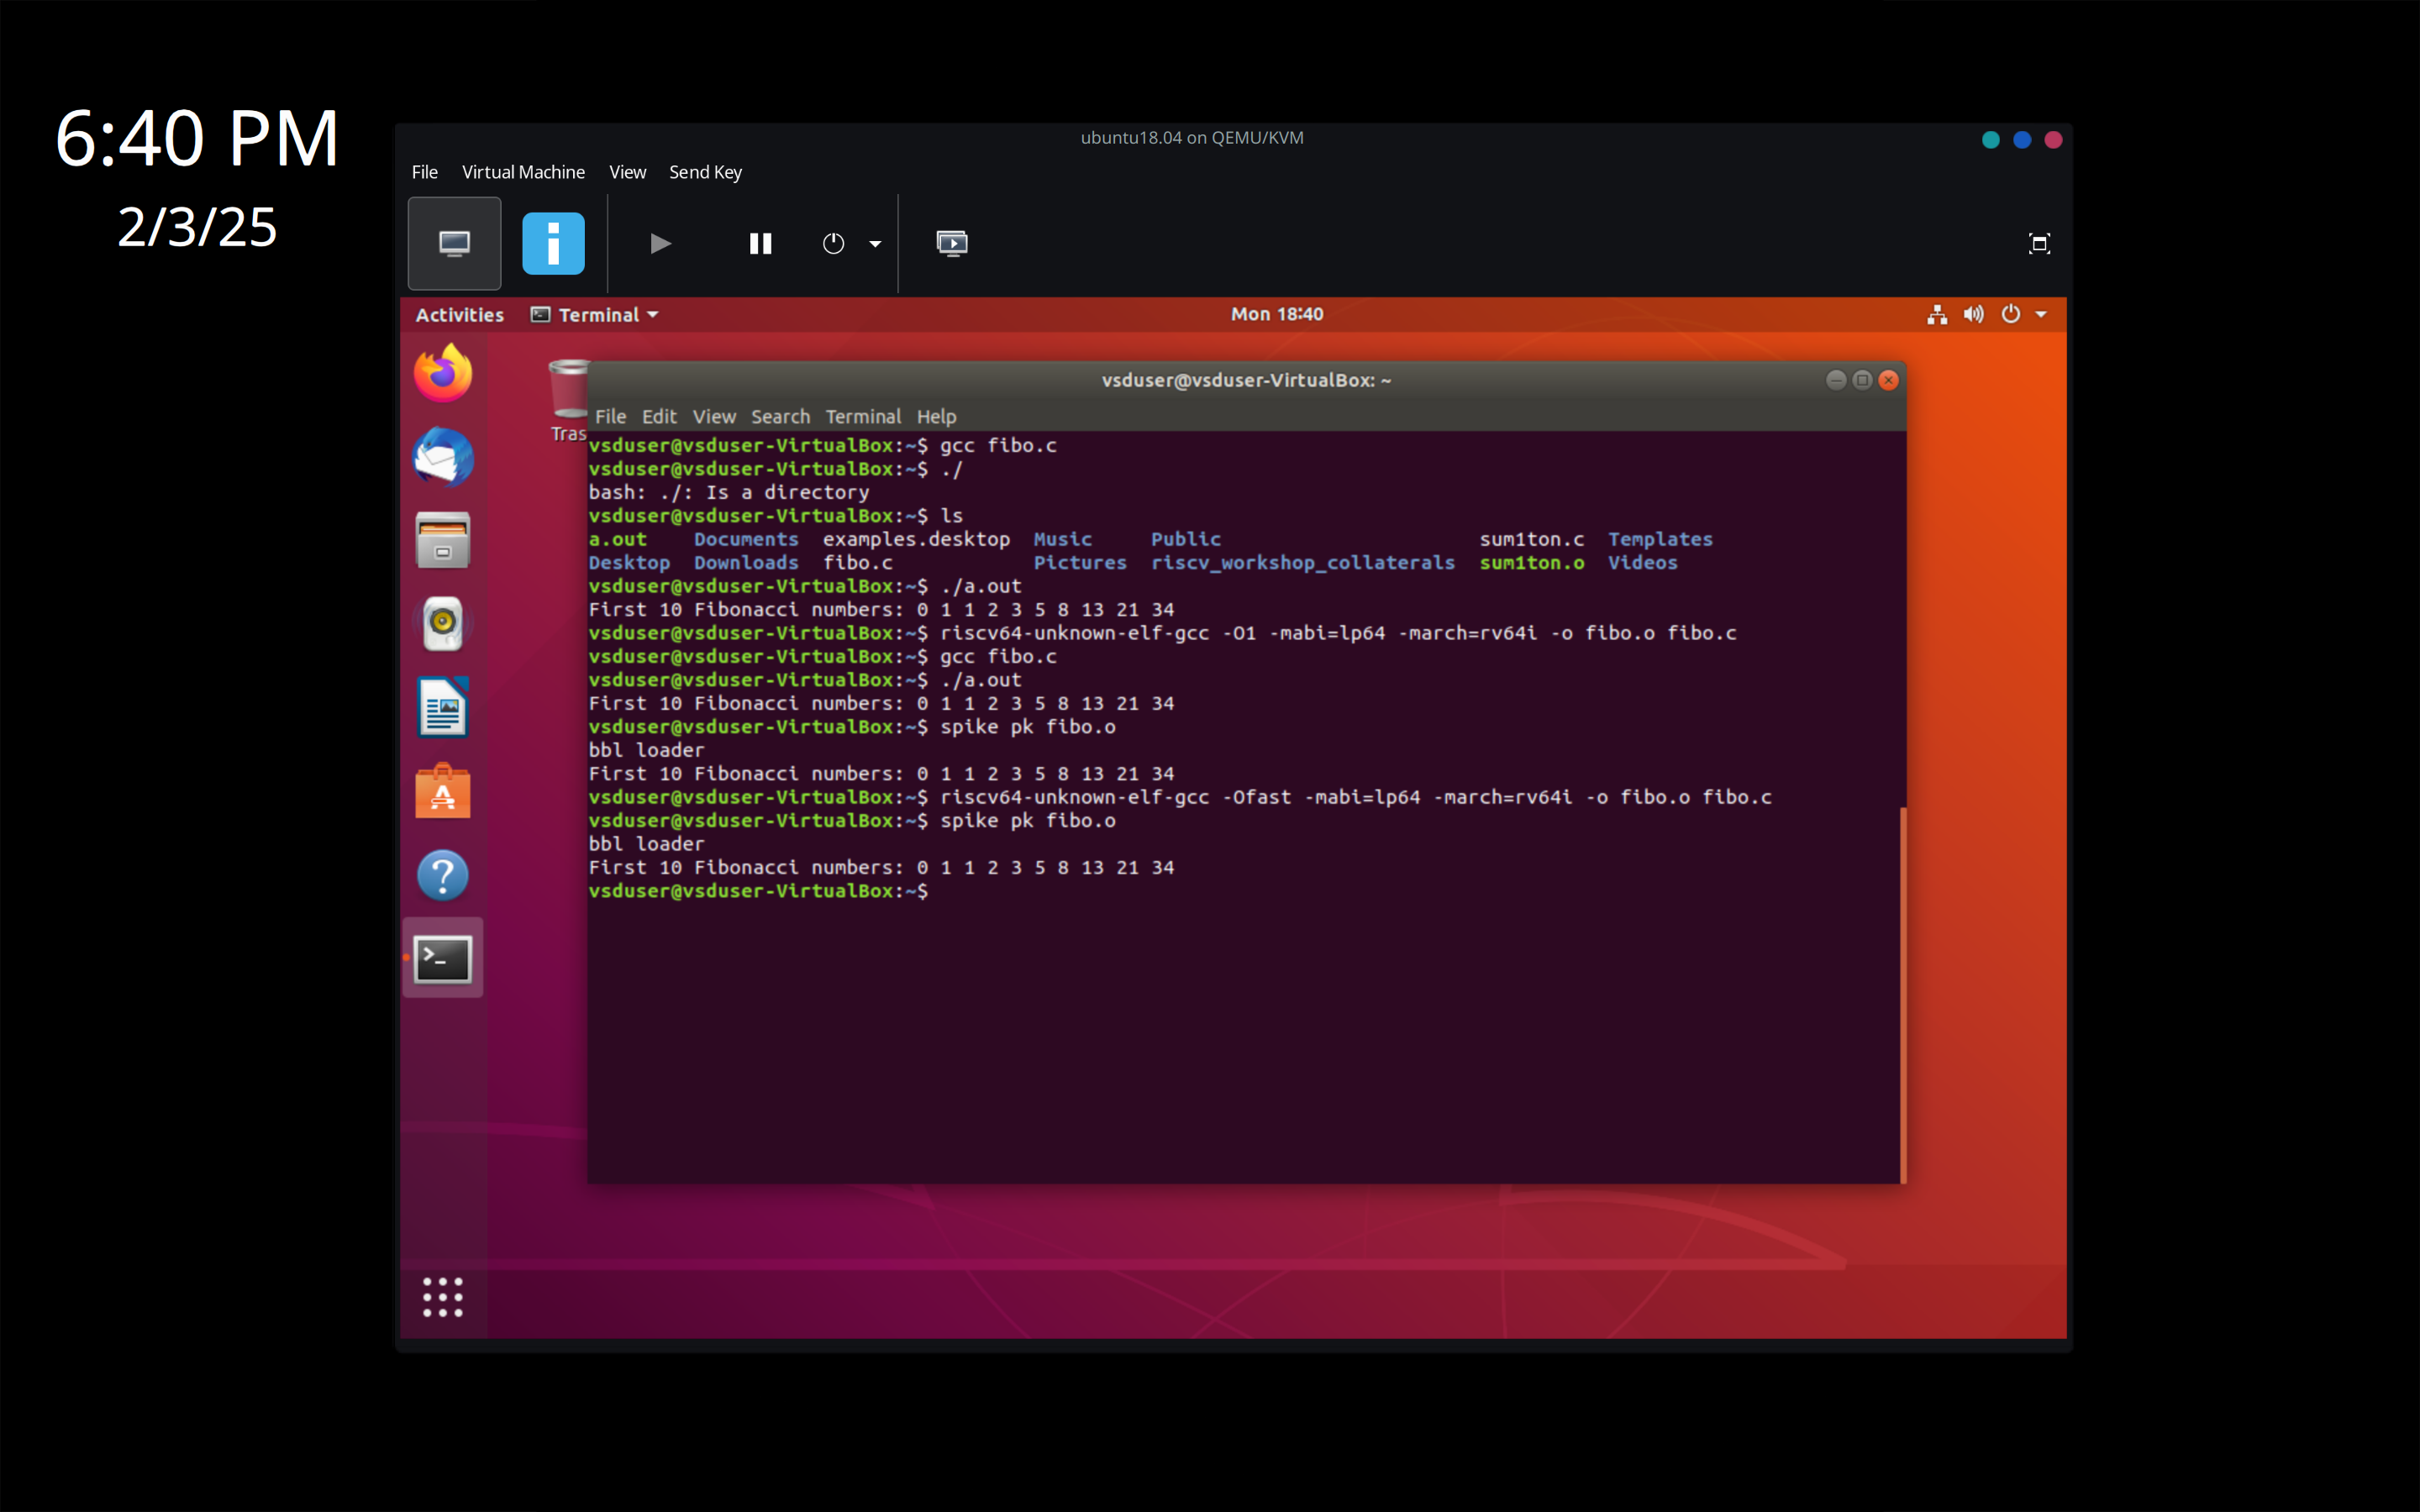 6:40 PM
2/3/25
ubuntu18.04 on QEMU/KVM
File Virtual Machine View Send Key
Activities Terminal Mon 18:40
Tras
vsduser@vsduser-VirtualBox: ~
File Edit View Search Terminal Help
vsduser@vsduser-VirtualBox:~$ gcc fibo.c
vsduser@vsduser-VirtualBox:~$ ./
bash: ./: Is a directory
vsduser@vsduser-VirtualBox:~$ ls
a.out Documents examples.desktop Music Public sum1ton.c Templates
Desktop Downloads fibo.c Pictures riscv_workshop_collaterals sum1ton.o Videos
vsduser@vsduser-VirtualBox:~$ ./a.out
First 10 Fibonacci numbers: 0 1 1 2 3 5 8 13 21 34
vsduser@vsduser-VirtualBox:~$ riscv64-unknown-elf-gcc -O1 -mabi=lp64 -march=rv64i -o fibo.o fibo.c
vsduser@vsduser-VirtualBox:~$ gcc fibo.c
vsduser@vsduser-VirtualBox:~$ ./a.out
First 10 Fibonacci numbers: 0 1 1 2 3 5 8 13 21 34
vsduser@vsduser-VirtualBox:~$ spike pk fibo.o
bbl loader
First 10 Fibonacci numbers: 0 1 1 2 3 5 8 13 21 34
vsduser@vsduser-VirtualBox:~$ riscv64-unknown-elf-gcc -Ofast -mabi=lp64 -march=rv64i -o fibo.o fibo.c
vsduser@vsduser-VirtualBox:~$ spike pk fibo.o
bbl loader
First 10 Fibonacci numbers: 0 1 1 2 3 5 8 13 21 34
vsduser@vsduser-VirtualBox:~$